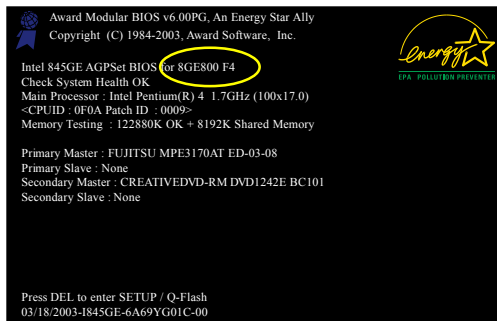 Award Modular BIOS v6.00PG, An Energy Star Ally
Copyright (C) 1984-2003, Award Software, Inc.
energy
EPA POLLUTION PREVENTER
Intel 845GE AGPSet BIOS for 8GE800 F4
Check System Health OK
Main Processor : Intel Pentium(R) 4 1.7GHz (100x17.0)
<CPUID : 0F0A Patch ID : 0009>
Memory Testing : 122880K OK + 8192K Shared Memory
Primary Master : FUJITSU MPE3170AT ED-03-08
Primary Slave : None
Secondary Master : CREATIVEDVD-RM DVD1242E BC101
Secondary Slave : None
Press DEL to enter SETUP / Q-Flash
03/18/2003-I845GE-6A69YG01C-00